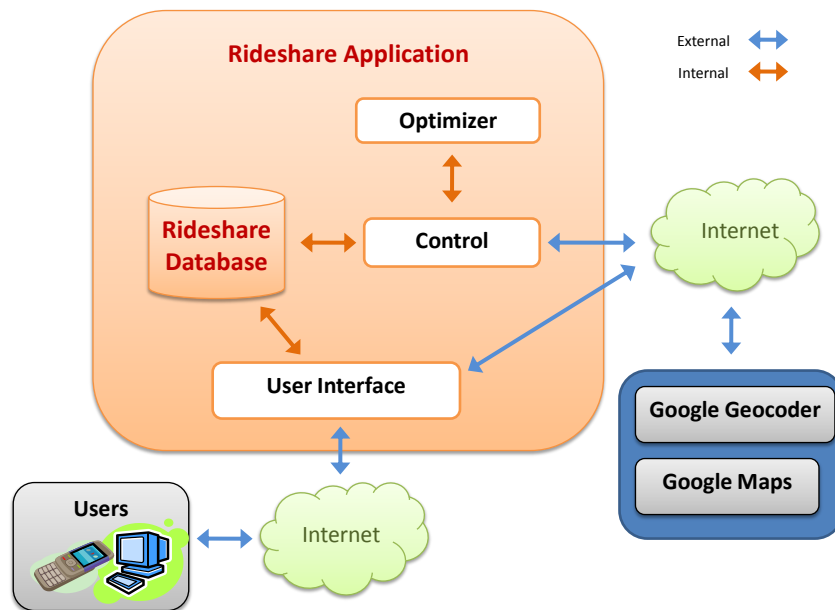 Rideshare Application
External
Internal
Optimizer
Rideshare
Database
Control
Internet
User Interface
Google Geocoder
Google Maps
Users
Internet